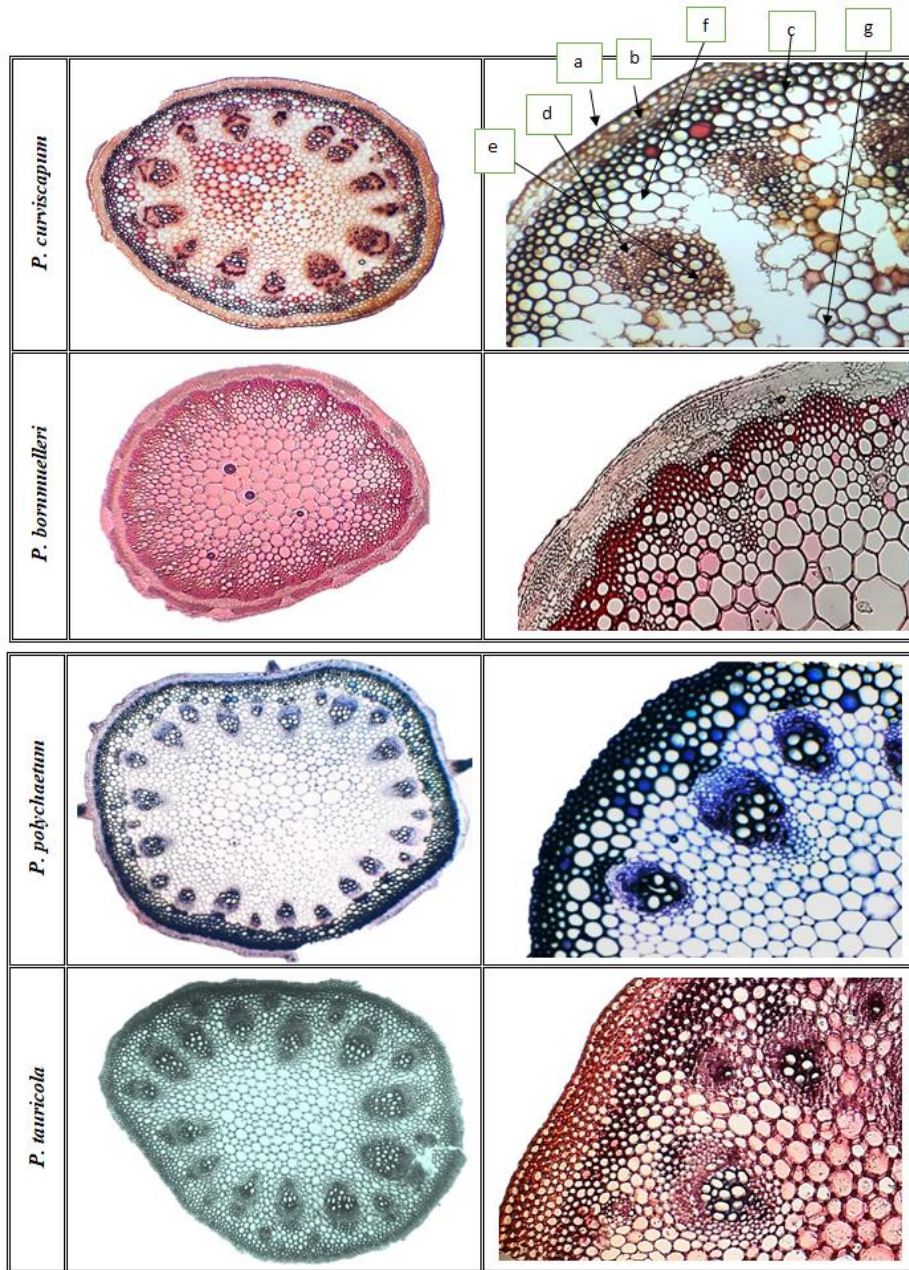 f
c
g
a
b
d
e
P. curviscapum
P. bornmuelleri
P. polychaetum
P. tauricola